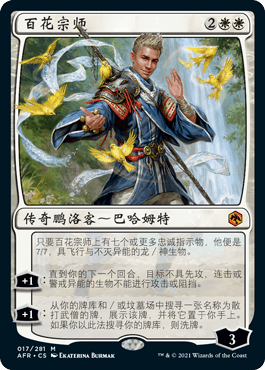 百花宗师 2
传奇鹏洛客～巴哈姆特
只要百花宗师上有七个或更多忠诚指示物，他便是
7/7，具飞行与不灭异能的龙／神生物。
+1：直到你的下一个回合，目标不具先攻、连击或
警戒异能的生物不能进行攻击或阻挡。
+1：从你的牌库和／或坟墓场中搜寻一张名称为散
打武僧的牌，展示该牌，并将它置于你手上。
如果你以此法搜寻你的牌库，则洗牌。
3
017/281 M
AFR • CS EKATERINA BURMAK
™ & © 2021 Wizards of the Coast